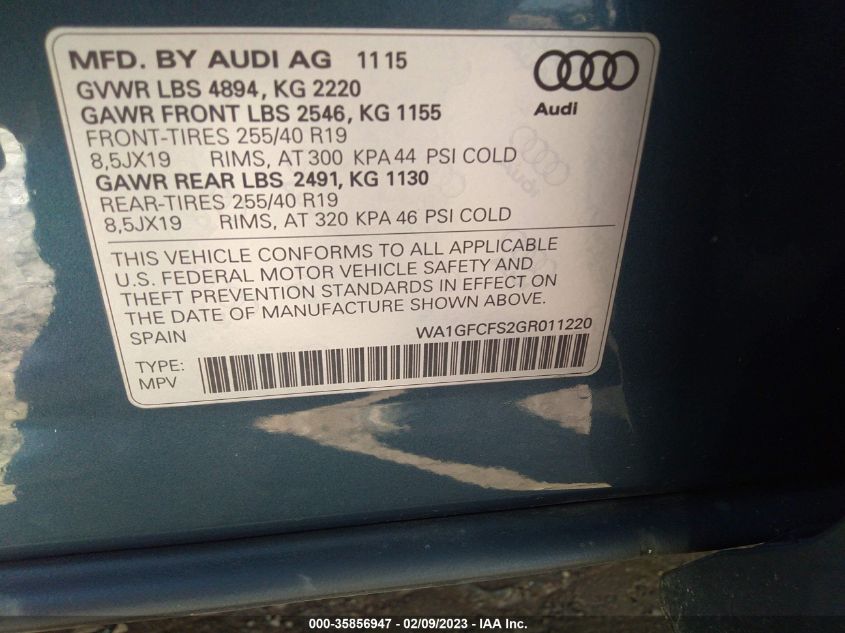 MFD. BY AUDI AG 11 15
GVWR LBS 4894, KG 2220
GAWR FRONT LBS 2546, KG 1155
FRONT-TIRES 255/40 R19
8,5JX19 RIMS, AT 300 KPA 44 PSI COLD
GAWR REAR LBS 2491, KG 1130
REAR-TIRES 255/40 R19
8,5JX19 RIMS, AT 320 KPA 46 PSI COLD
Audi
THIS VEHICLE CONFORMS TO ALL APPLICABLE
U.S. FEDERAL MOTOR VEHICLE SAFETY AND
THEFT PREVENTION STANDARDS IN EFFECT ON
THE DATE OF MANUFACTURE SHOWN ABOVE.
SPAIN WA1GFCFS2GR011220
TYPE:
MPV
000-35856947 - 02/09/2023 - IAA Inc.